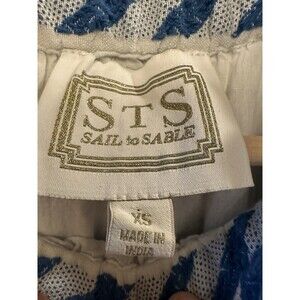 STS
SAIL to SABLE
XS
MADE IN
INDIA